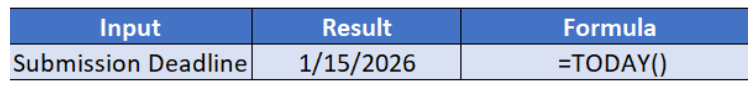 Input Result Formula
Submission Deadline 1/15/2026 =TODAY()